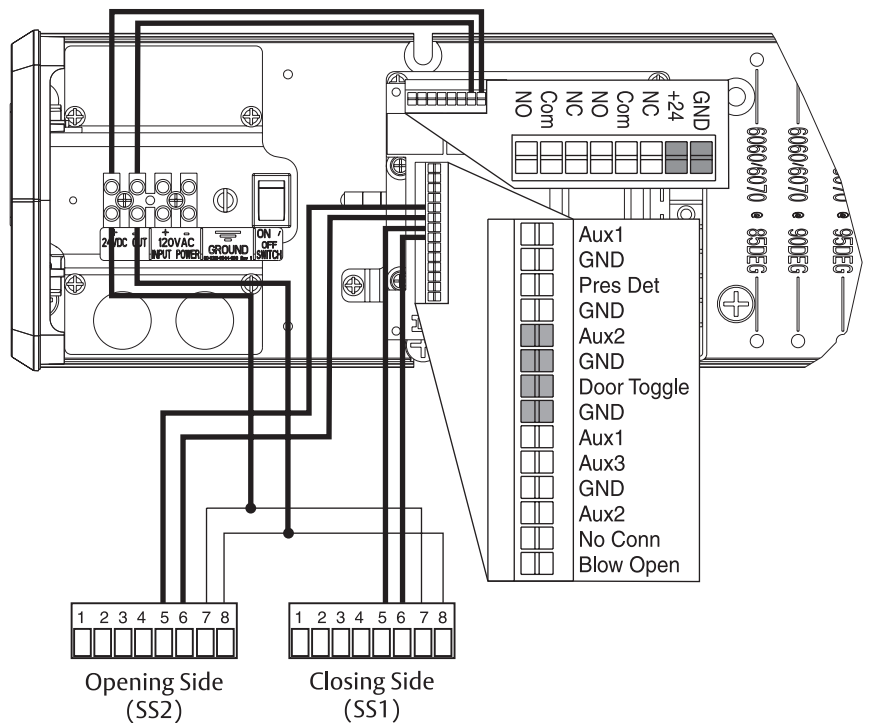 NO
Com
NC
NO
Com
NC
+24
GND
6060/6070 85DEG
6060/6070 90DEG
6070 95DEG
+ -
24VDC OUT
+ -
120VAC
INPUT POWER
GROUND
ON /
OFF
SWITCH
Aux1
GND
Pres Det
GND
Aux2
GND
Door Toggle
GND
Aux1
Aux3
GND
Aux2
No Conn
Blow Open
1 2 3 4 5 6 7 8
1 2 3 4 5 6 7 8
Opening Side
(SS2)
Closing Side
(SS1)